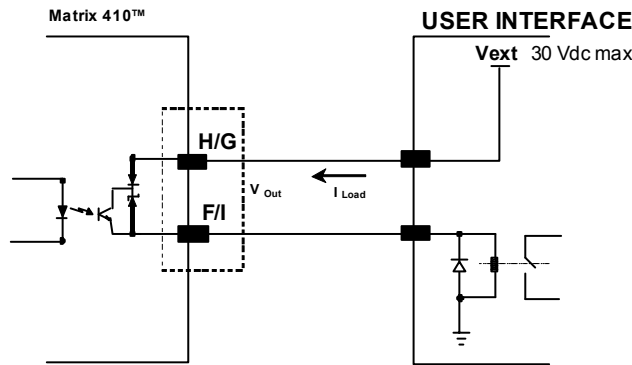 Matrix 410™
USER INTERFACE
Vext 30 Vdc max
H/G
V Out
I Load
F/I